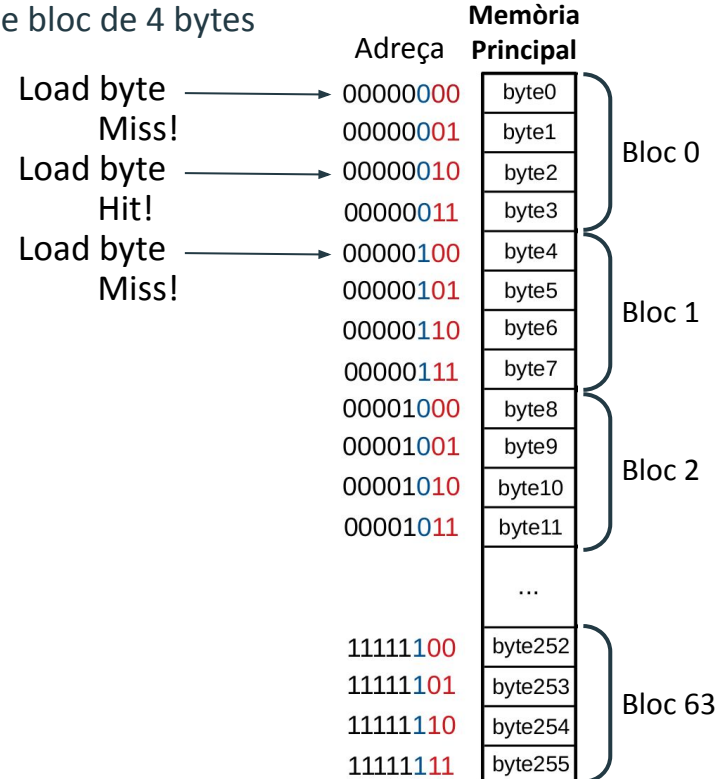 e bloc de 4 bytes
Memòria
Adreça Principal
Load byte 00000000 byte0
Miss! 00000001 byte1
Bloc 0
Load byte 00000010 byte2
Hit! 00000011 byte3
Load byte 00000100 byte4
Miss! 00000101 byte5
Bloc 1
00000110 byte6
00000111 byte7
00001000 byte8
00001001 byte9
Bloc 2
00001010 byte10
00001011 byte11
...
11111100 byte252
11111101 byte253
Bloc 63
11111110 byte254
11111111 byte255